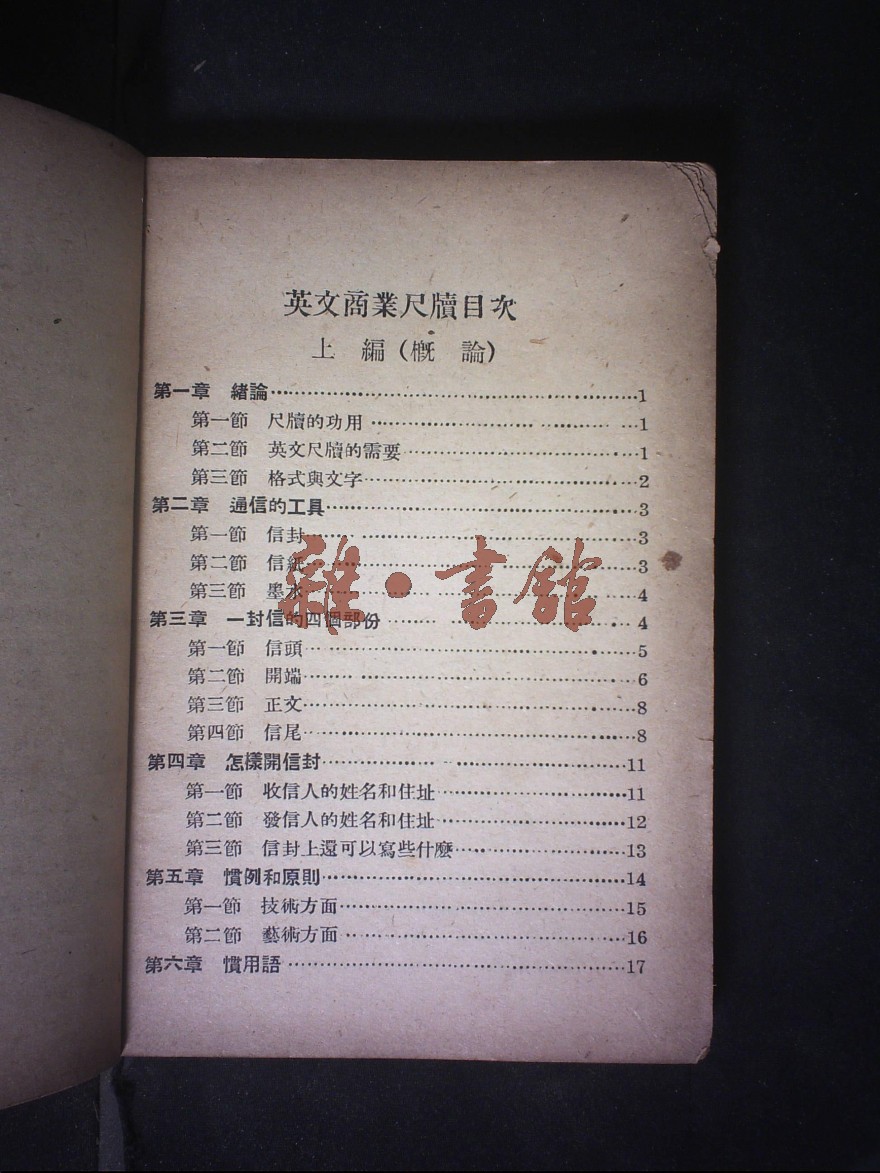 英文商業尺牘目次
上 編(槪 論)
第一章 緒論……1
第一節 尺牘的功用……1
第二節 英文尺牘的需要……1
第三節 格式與文字……2
第二章 通信的工具……3
第一節 信封……3
第二節 信紙……3
第三節 墨水……4
雜·書館
第三章 一封信的四個部份……4
第一節 信頭……5
第二節 開端……6
第三節 正文……8
第四節 信尾……8
第四章 怎樣開信封……11
第一節 收信人的姓名和住址……11
第二節 發信人的姓名和住址……12
第三節 信封上還可以寫些什麽……13
第五章 慣例和原則……14
第一節 技術方面……15
第二節 藝術方面……16
第六章 慣用語……17